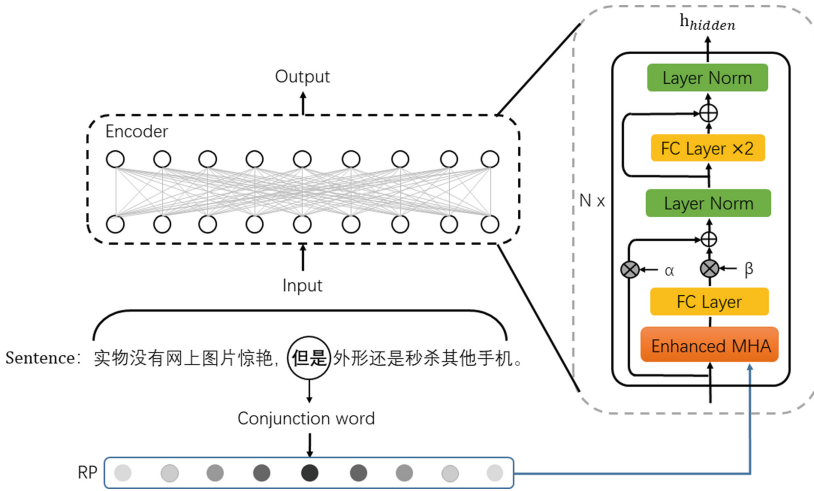 Output
Encoder
Input
Sentence: 实物没有网上图片惊艳，但是外形还是秒杀其他手机。
Conjunction word
RP
h_hidden
Layer Norm
FC Layer ×2
Layer Norm
N x
α
β
FC Layer
Enhanced MHA